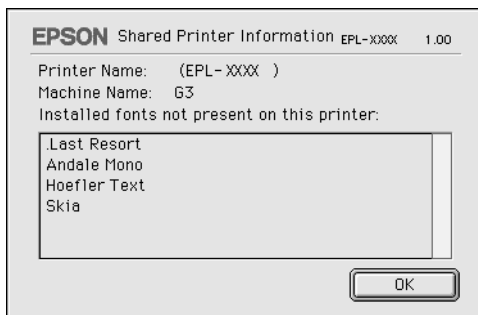 EPSON Shared Printer Information EPL-XXXX 1.00
Printer Name: (EPL-XXXX )
Machine Name: G3
Installed fonts not present on this printer:
.Last Resort
Andale Mono
Hoefler Text
Skia
OK